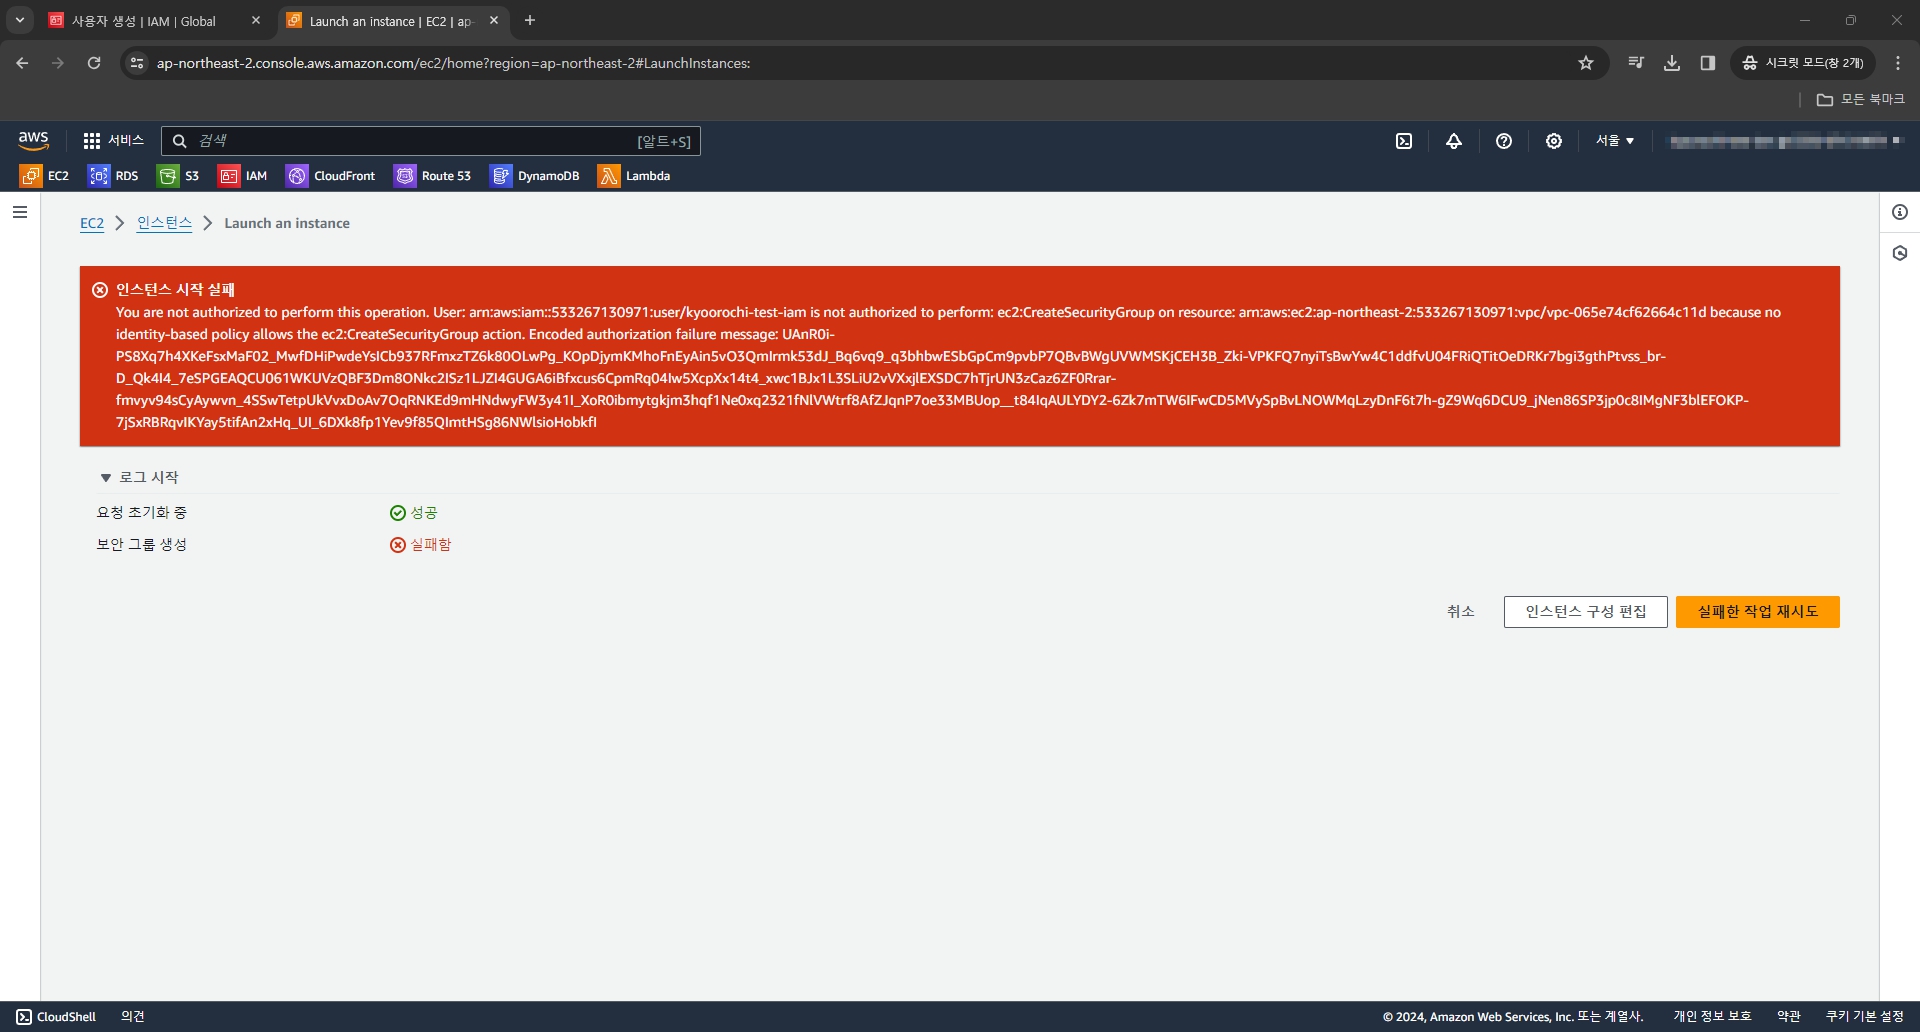 사용자 생성 | IAM | Global
Launch an instance | EC2 | ap-
ap-northeast-2.console.aws.amazon.com/ec2/home?region=ap-northeast-2#LaunchInstances:
시크릿 모드(창 2개)
모든 북마크
aws
서비스
검색
[알트+S]
서울
EC2
RDS
S3
IAM
CloudFront
Route 53
DynamoDB
Lambda
EC2 > 인스턴스 > Launch an instance
인스턴스 시작 실패
You are not authorized to perform this operation. User: arn:aws:iam::533267130971:user/kyoorochi-test-iam is not authorized to perform: ec2:CreateSecurityGroup on resource: arn:aws:ec2:ap-northeast-2:533267130971:vpc/vpc-065e74cf62664c11d because no
identity-based policy allows the ec2:CreateSecurityGroup action. Encoded authorization failure message: UAnR0i-
PS8Xq7h4XKeFsxMaF02_MwfDHiPwdeYsICb937RFmxzTZ6k80OLwPg_KOpDjymKMhoFnEyAin5vO3QmIrmk53dJ_Bq6vq9_q3bhbwESbGpCm9pvbP7QBvBWgUVWMSKjCEH3B_Zki-VPKFQ7nyiTsBwYw4C1ddfvU04FRiQTitOeDRKr7bgi3gthPtvss_br-
D_Qk4I4_7eSPGEAQCU061WKUVzQBF3Dm8ONkc2ISz1LJZI4GUGA6iBfxcus6CpmRq04Iw5XcpXx14t4_xwc1BJx1L3SLiU2vVXxjlEXSDC7hTjrUN3zCaz6ZF0Rrar-
fmvyv94sCyAywvn_4SSwTetpUkVvxDoAv7OqRNKEd9mHNdwyFW3y41I_XoR0ibmytgkjm3hqf1Ne0xq2321fNlVWtrf8AfZJqnP7oe33MBUop__t84IqAULYDY2-6Zk7mTW6IFwCD5MVySpBvLNOWMqLzyDnF6t7h-gZ9Wq6DCU9_jNen86SP3jp0c8IMgNF3blEFOKP-
7jSxRBRqvIKYay5tifAn2xHq_UI_6DXk8fp1Yev9f85QImtHSg86NWlsioHobkfI
로그 시작
요청 초기화 중
성공
보안 그룹 생성
실패함
취소
인스턴스 구성 편집
실패한 작업 재시도
CloudShell
의견
© 2024, Amazon Web Services, Inc. 또는 계열사.
개인 정보 보호
약관
쿠키 기본 설정